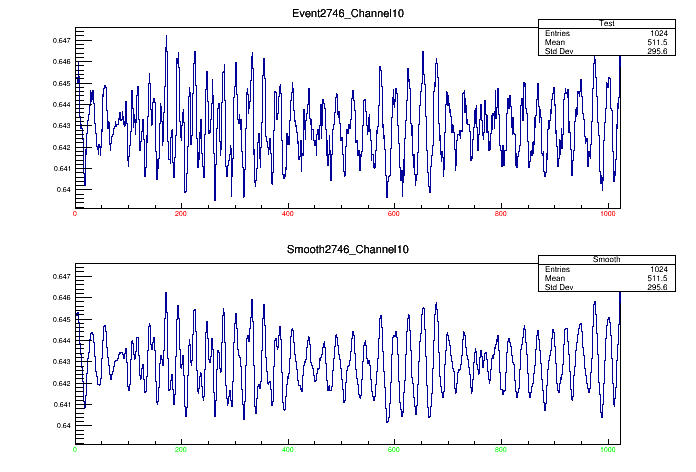 Event2746_Channel10
Test
Entries 1024
Mean 511.5
Std Dev 295.6
0.647
0.646
0.645
0.644
0.643
0.642
0.641
0.64
0 200 400 600 800 1000
Smooth2746_Channel10
Smooth
Entries 1024
Mean 511.5
Std Dev 295.6
0.647
0.646
0.645
0.644
0.643
0.642
0.641
0.64
0 200 400 600 800 1000